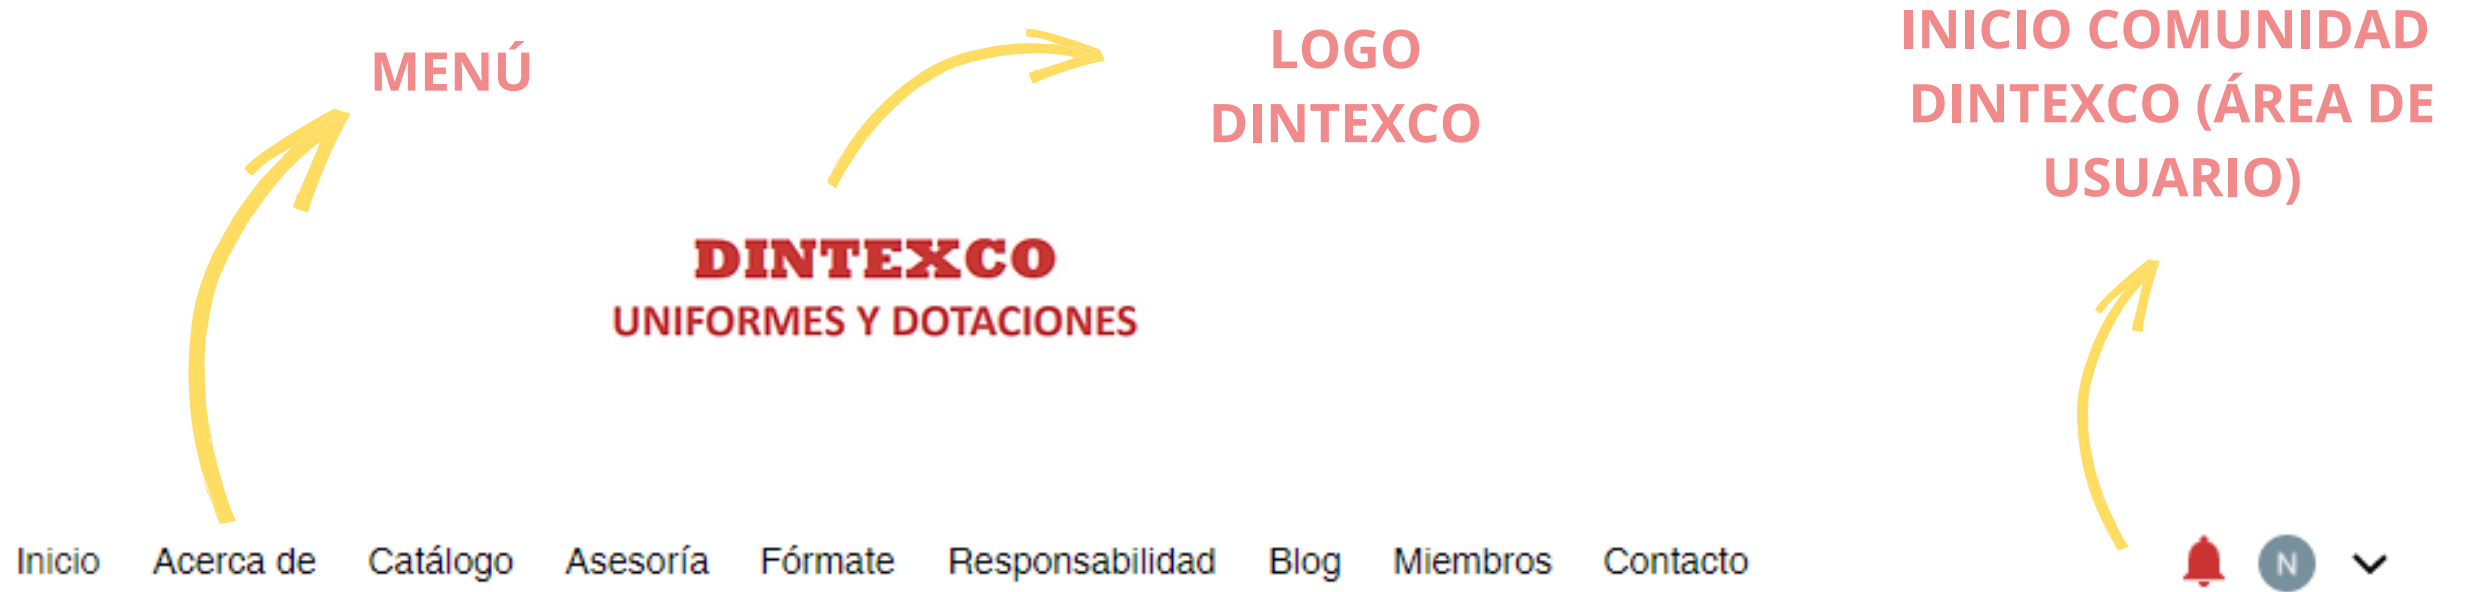 MENÚ
LOGO
DINTEXCO
INICIO COMUNIDAD
DINTEXCO (ÁREA DE
USUARIO)
DINTEXCO
UNIFORMES Y DOTACIONES
Inicio Acerca de Catálogo Asesoría Fórmate Responsabilidad Blog Miembros Contacto N